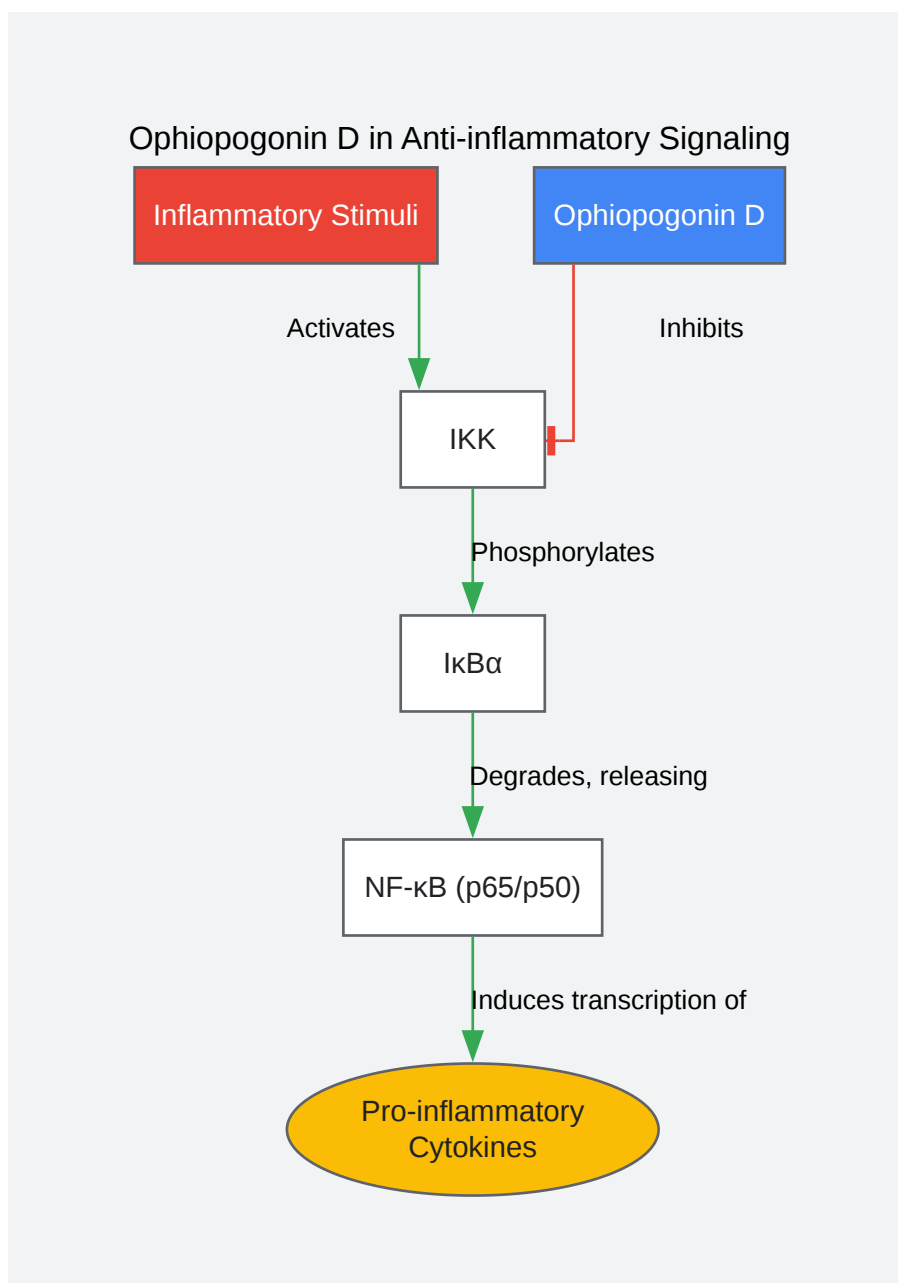 Ophiopogonin D in Anti-inflammatory Signaling
Inflammatory Stimuli
Ophiopogonin D
Activates
Inhibits
IKK
Phosphorylates
IκBα
Degrades, releasing
NF-κB (p65/p50)
Induces transcription of
Pro-inflammatory
Cytokines